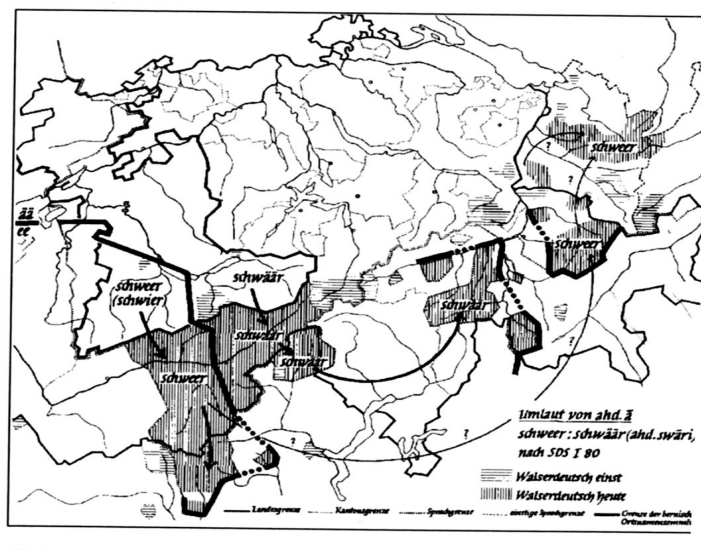 schweer
ää
ee
schweer
(schwier)
schwäär
schweer
schwäär
schwäär
schwäär
schweer
?
?
?
?
?
Umlaut von ahd. ā
schweer : schwäär (ahd. swāri,
nach SDS I 80
Walserdeutsch einst
Walserdeutsch heute
Landesgrenze
Kantonsgrenze
Sprachgrenze
einstige Sprachgrenze
Grenze der bernisch